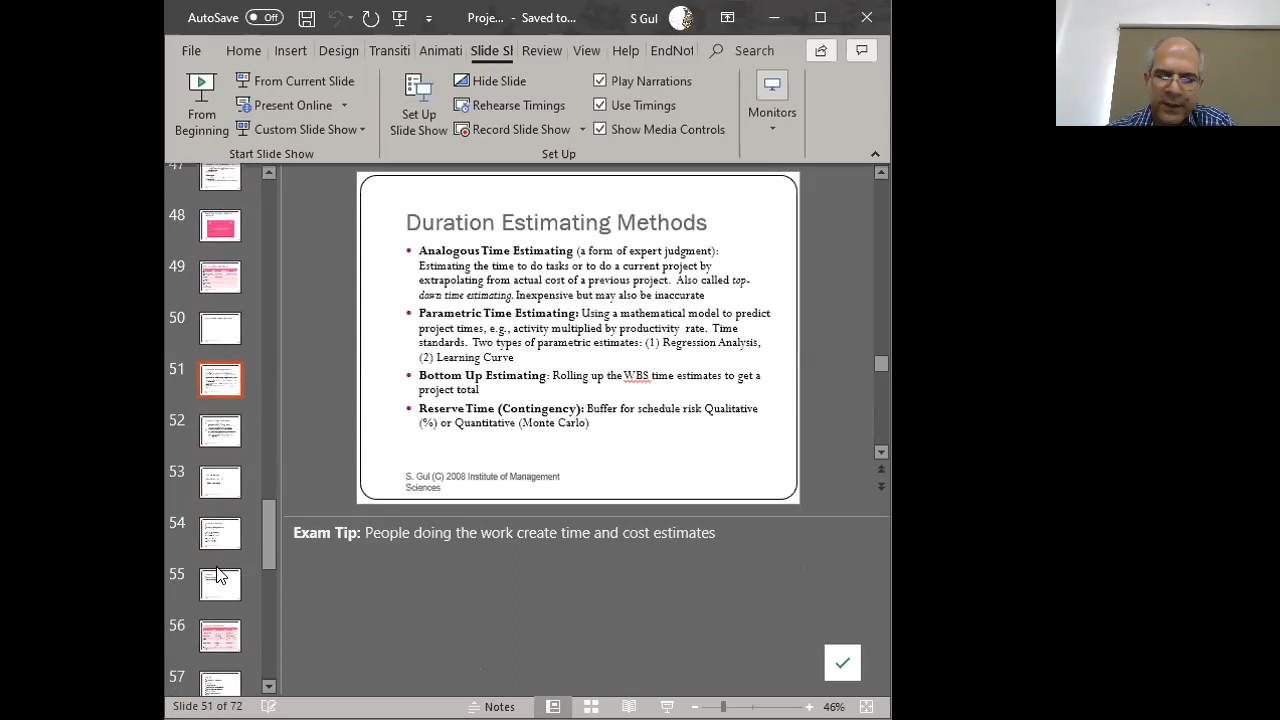 AutoSave Off Proje... - Saved to... S Gul
File Home Insert Design Transiti Animati Slide Sl Review View Help EndNot Search
From Beginning
From Current Slide
Present Online
Custom Slide Show
Start Slide Show
Set Up Slide Show
Hide Slide
Rehearse Timings
Record Slide Show
Play Narrations
Use Timings
Show Media Controls
Set Up
Monitors
47
48
49
50
51
52
53
54
55
56
57
Duration Estimating Methods
• Analogous Time Estimating (a form of expert judgment):
Estimating the time to do tasks or to do a current project by
extrapolating from actual cost of a previous project. Also called top-
down time estimating. Inexpensive but may also be inaccurate
• Parametric Time Estimating: Using a mathematical model to predict
project times, e.g., activity multiplied by productivity rate. Time
standards. Two types of parametric estimates: (1) Regression Analysis,
(2) Learning Curve
• Bottom Up Estimating: Rolling up the WBS time estimates to get a
project total
• Reserve Time (Contingency): Buffer for schedule risk Qualitative
(%) or Quantitative (Monte Carlo)
S. Gul (C) 2008 Institute of Management
Sciences
Exam Tip: People doing the work create time and cost estimates
Slide 51 of 72 Notes 46%